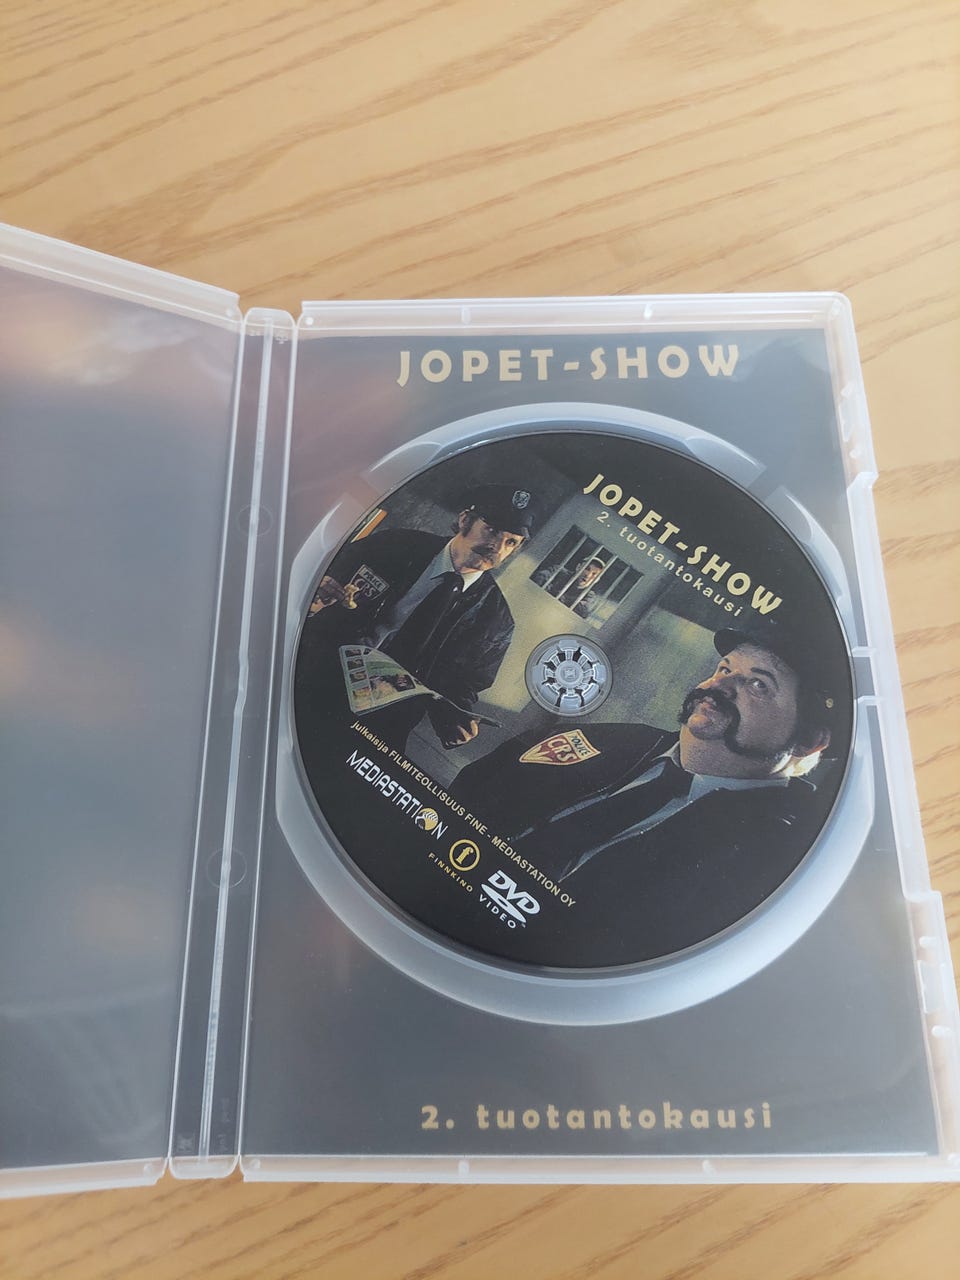 JOPET-SHOW
JOPET-SHOW
2. tuotantokausi
POLICE
CRS
POLICE
CRS
julkaisija FILMITEOLLISUUS FINE - MEDIASTATION OY
MEDIASTATION
f
FINNKINO
DVD
VIDEO
2. tuotantokausi